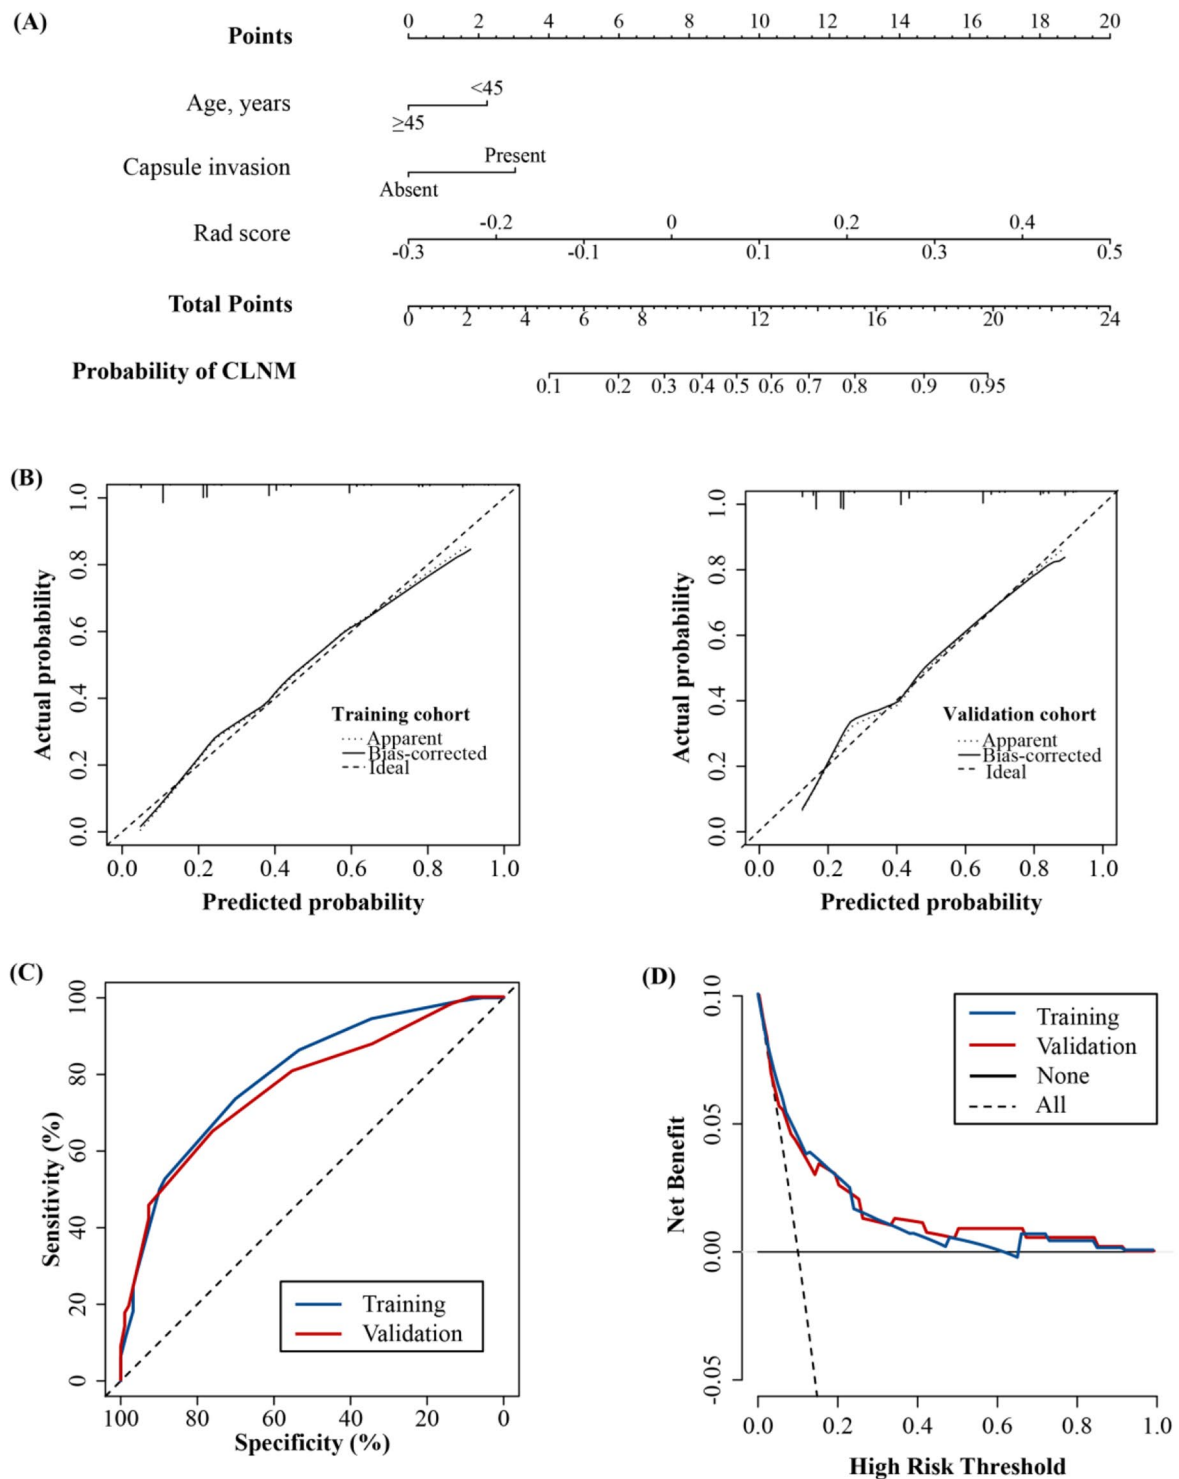 (A)
Points 0 2 4 6 8 10 12 14 16 18 20
Age, years <45
≥45
Capsule invasion Present
Absent
Rad score -0.2 0 0.2 0.4
-0.3 -0.1 0.1 0.3 0.5
Total Points
0 2 4 6 8 12 16 20 24
Probability of CLNM
0.1 0.2 0.3 0.4 0.5 0.6 0.7 0.8 0.9 0.95
(B)
Actual probability
1.0
0.8
0.6
0.4
0.2
0.0
Training cohort
Apparent
Bias-corrected
Ideal
0.0 0.2 0.4 0.6 0.8 1.0
Predicted probability
Actual probability
1.0
0.8
0.6
0.4
0.2
0.0
Validation cohort
Apparent
Bias-corrected
Ideal
0.0 0.2 0.4 0.6 0.8 1.0
Predicted probability
(C)
Sensitivity (%)
100
80
60
40
20
0
Training
Validation
100 80 60 40 20 0
Specificity (%)
(D)
Net Benefit
0.10
0.05
0.00
-0.05
Training
Validation
None
All
0.0 0.2 0.4 0.6 0.8 1.0
High Risk Threshold